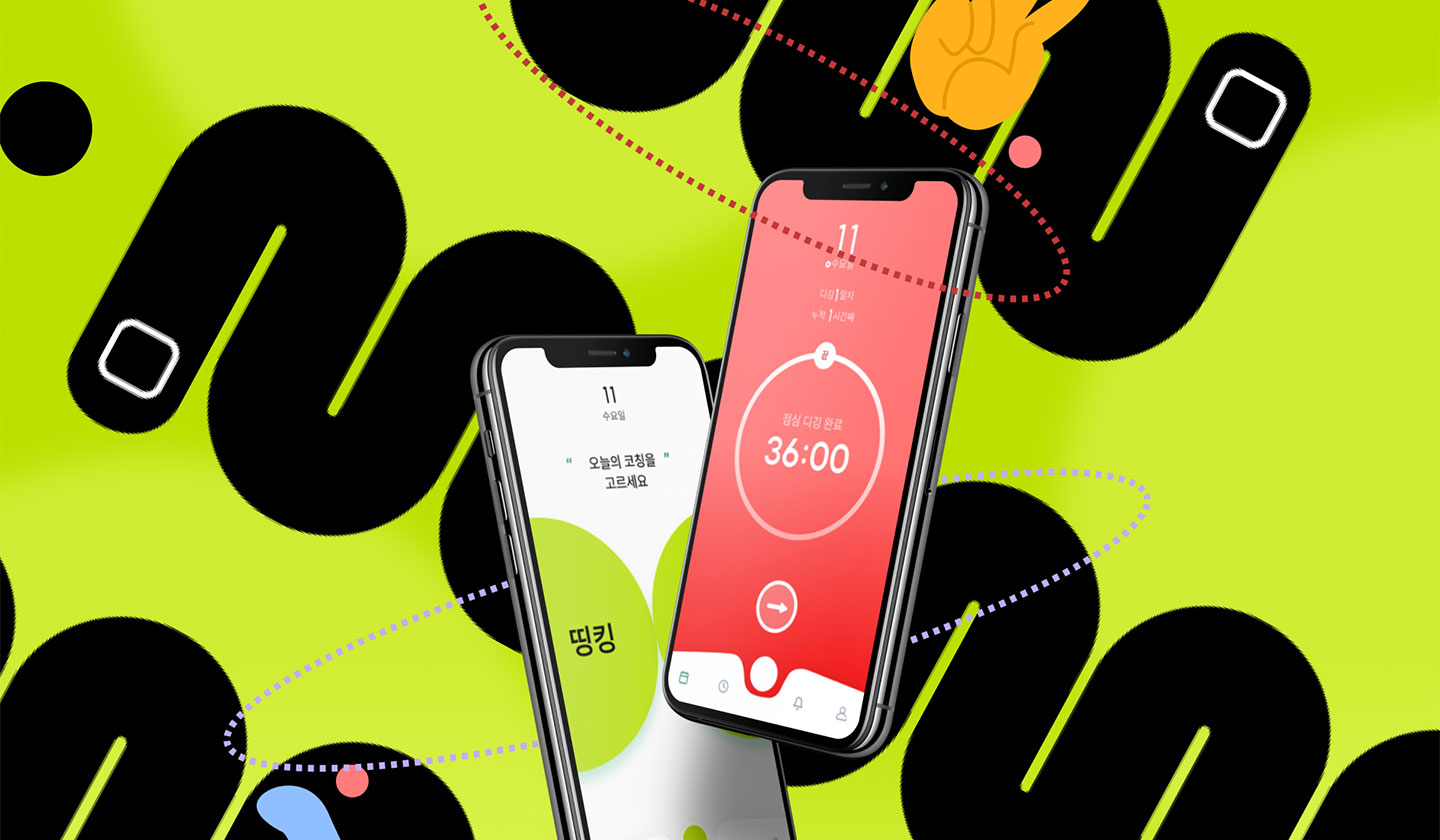 11
수요일
" 오늘의 코칭을 "
고르세요
띵킹
11
수요일
디깅1일차
누적 1시간째
끝
점심 디깅 완료
36:00